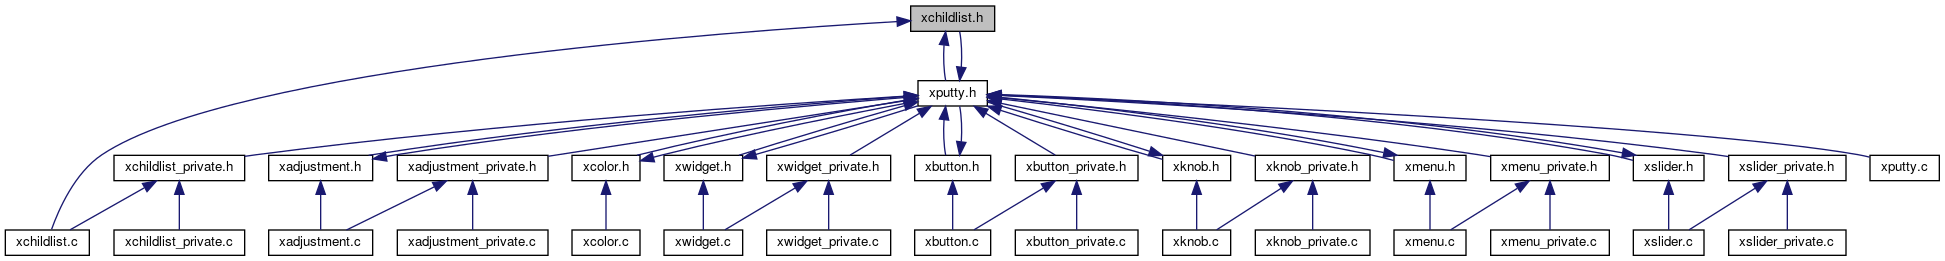 xchildlist.h
xputty.h
xchildlist_private.h
xadjustment.h
xadjustment_private.h
xcolor.h
xwidget.h
xwidget_private.h
xbutton.h
xbutton_private.h
xknob.h
xknob_private.h
xmenu.h
xmenu_private.h
xslider.h
xslider_private.h
xputty.c
xchildlist.c
xchildlist_private.c
xadjustment.c
xadjustment_private.c
xcolor.c
xwidget.c
xwidget_private.c
xbutton.c
xbutton_private.c
xknob.c
xknob_private.c
xmenu.c
xmenu_private.c
xslider.c
xslider_private.c